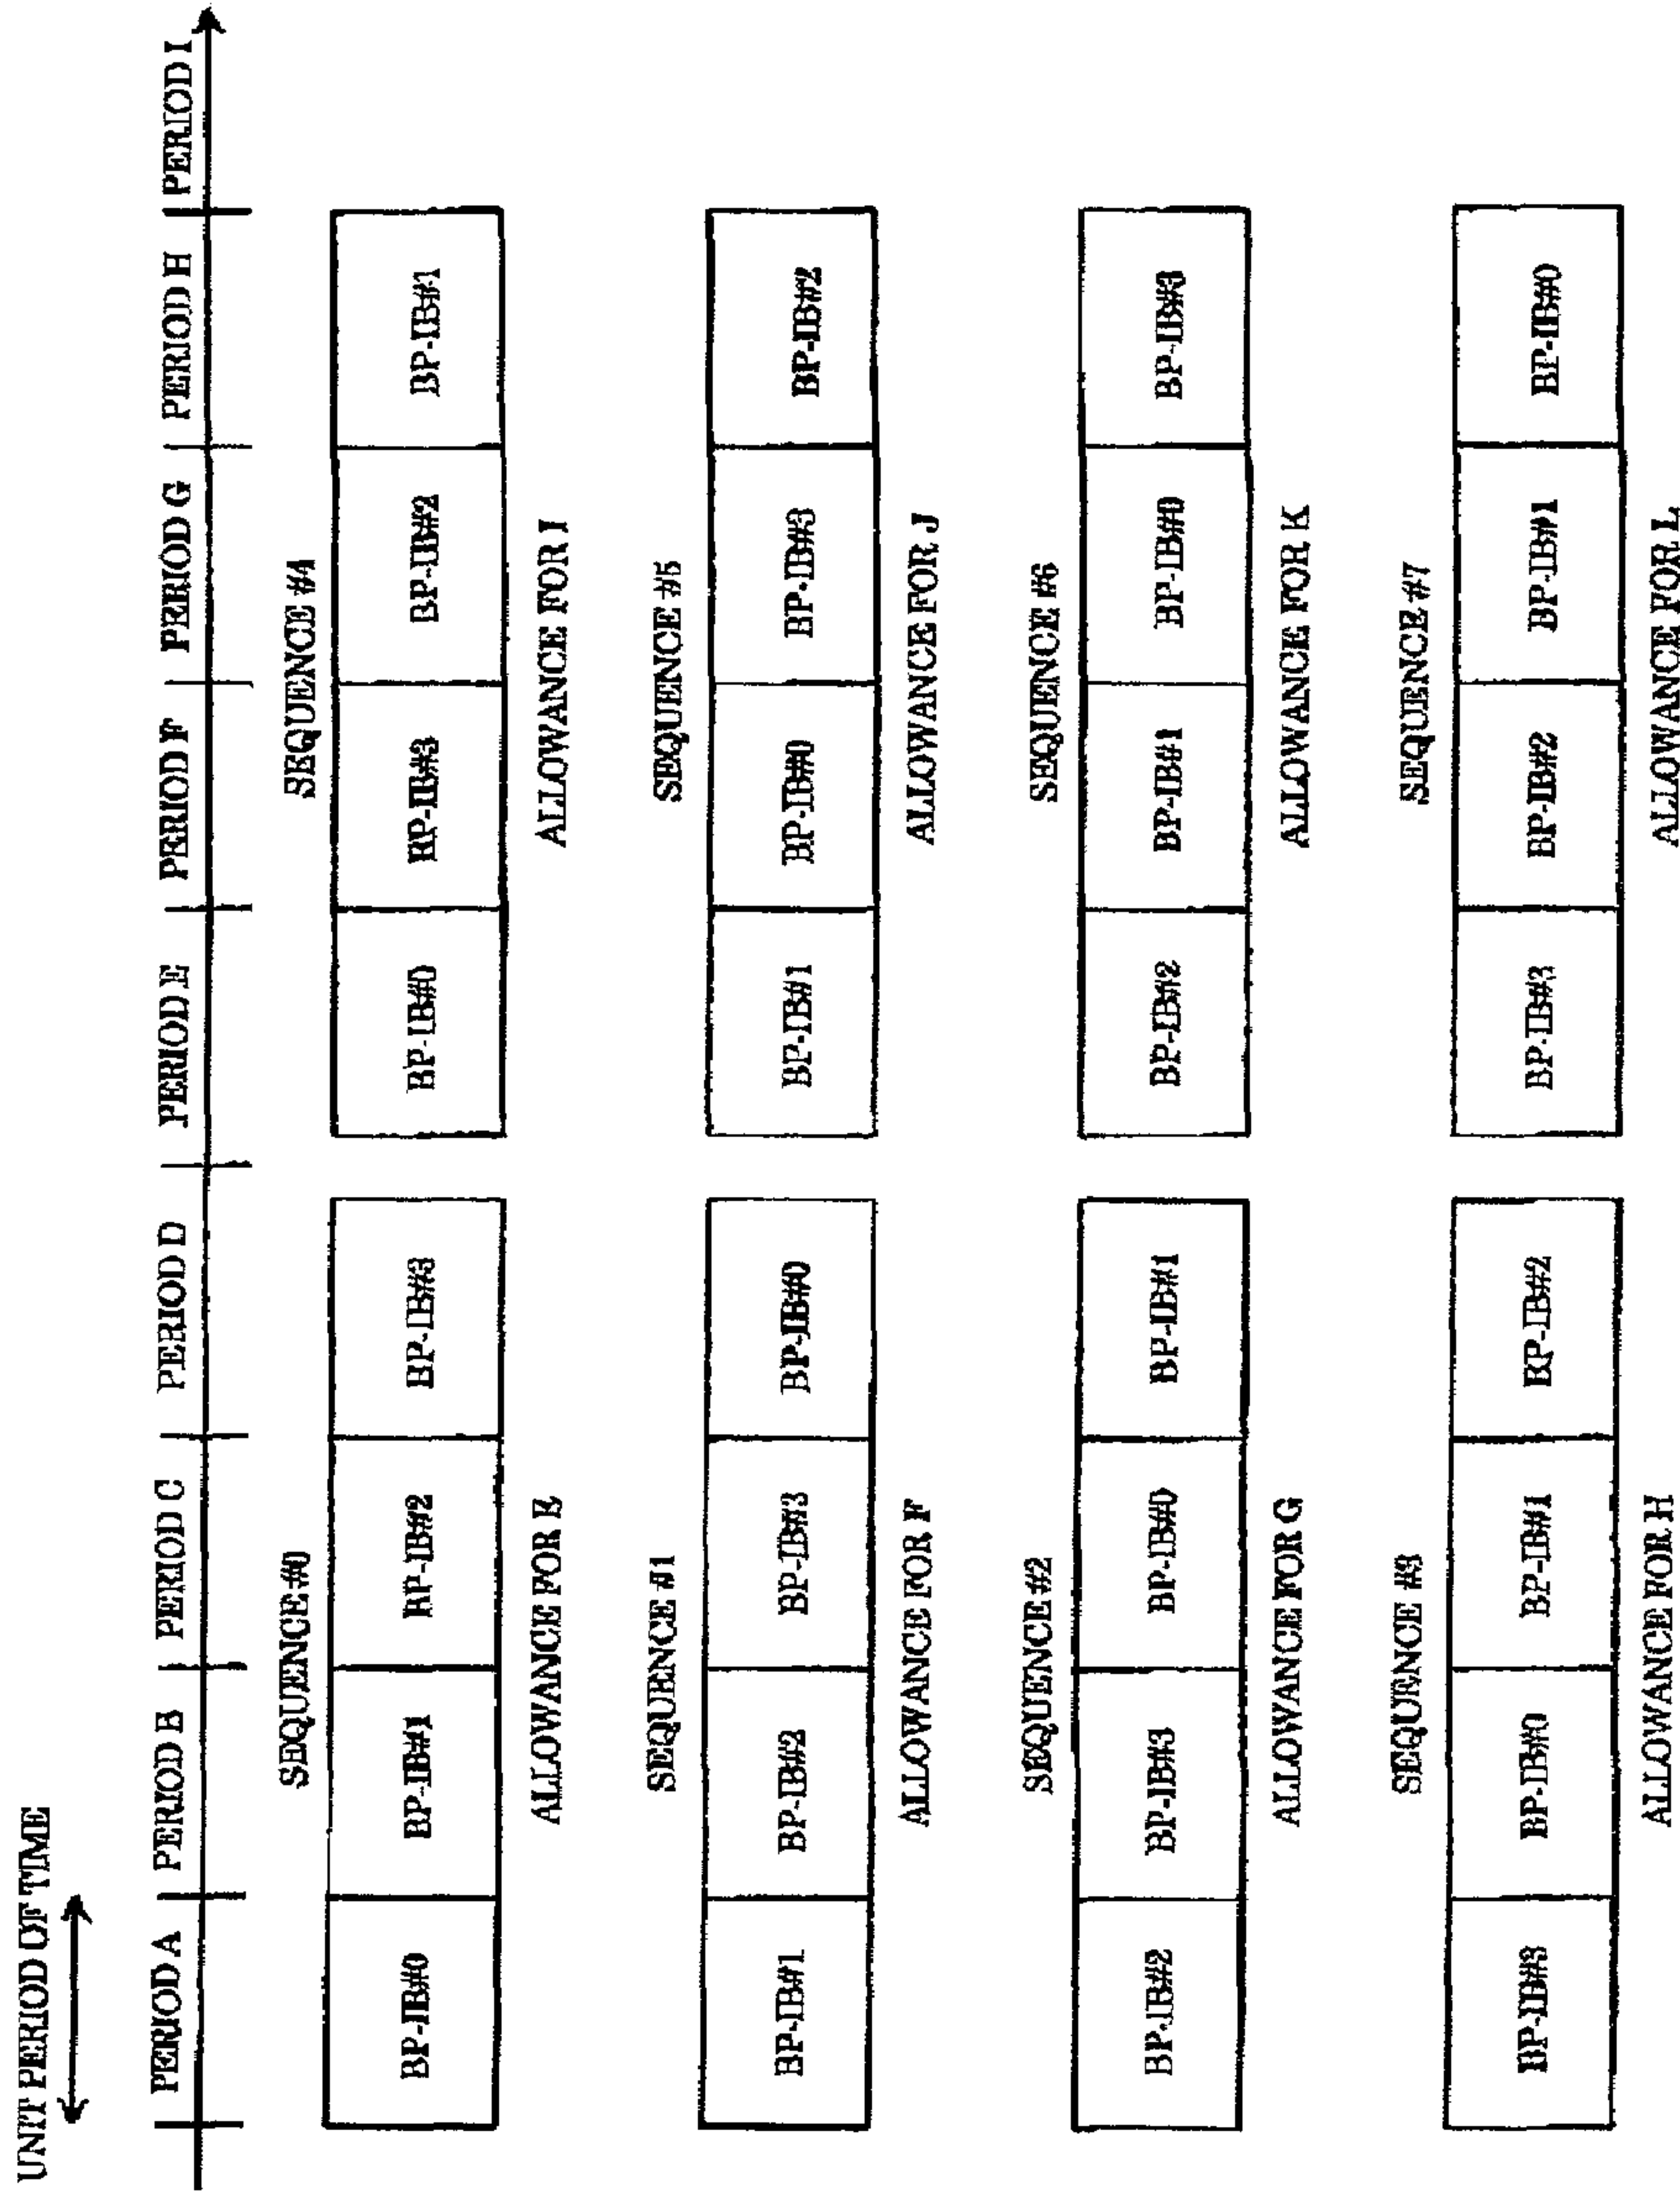 UNIT PERIOD OF TIME
PERIOD A PERIOD B PERIOD C PERIOD D PERIOD E PERIOD F PERIOD G PERIOD H PERIOD I
SEQUENCE #0
BP-IB#0 BP-IB#1 BP-IB#2 BP-IB#3
ALLOWANCE FOR E
SEQUENCE #4
BP-IB#0 BP-IB#3 BP-IB#2 BP-IB#1
ALLOWANCE FOR I
SEQUENCE #1
BP-IB#1 BP-IB#2 BP-IB#3 BP-IB#0
ALLOWANCE FOR F
SEQUENCE #5
BP-IB#1 BP-IB#0 BP-IB#3 BP-IB#2
ALLOWANCE FOR J
SEQUENCE #2
BP-IB#2 BP-IB#3 BP-IB#0 BP-IB#1
ALLOWANCE FOR G
SEQUENCE #6
BP-IB#2 BP-IB#1 BP-IB#0 BP-IB#3
ALLOWANCE FOR K
SEQUENCE #3
BP-IB#3 BP-IB#0 BP-IB#1 BP-IB#2
ALLOWANCE FOR H
SEQUENCE #7
BP-IB#3 BP-IB#2 BP-IB#1 BP-IB#0
ALLOWANCE FOR L